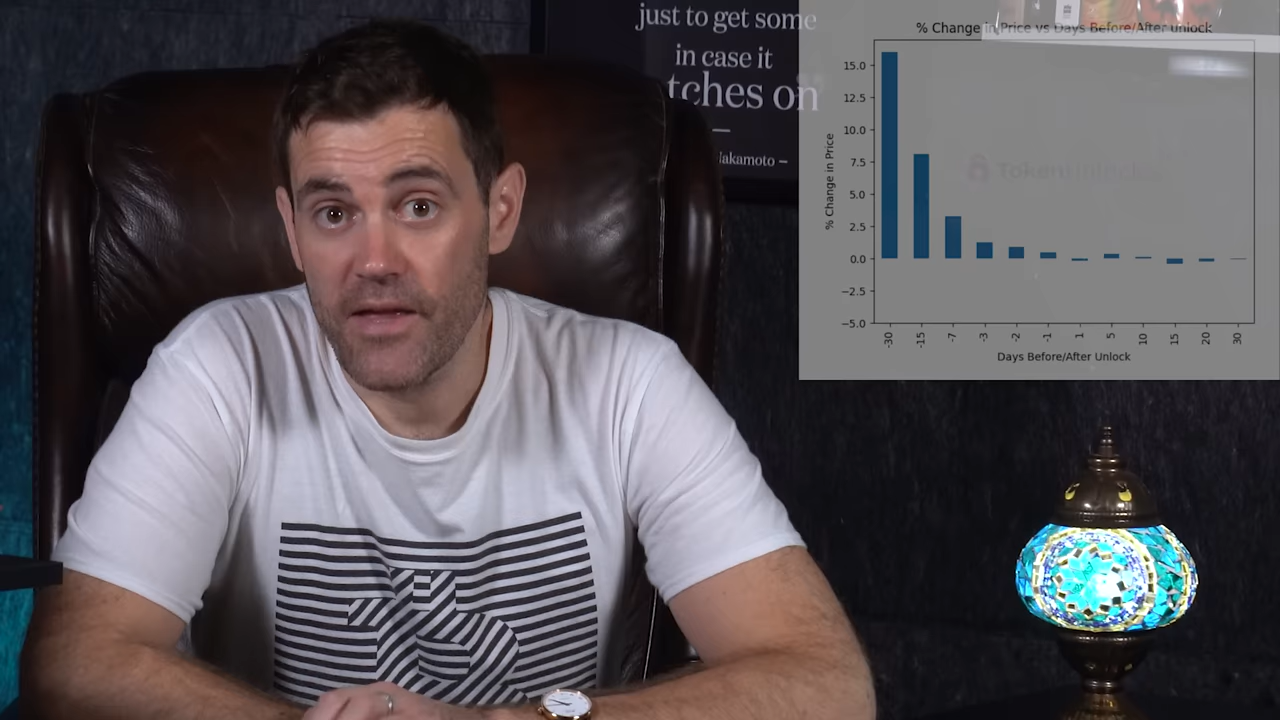 just to get some
in case it
tches on"
—
Nakamoto –
% Change in Price vs Days Before/After unlock
% Change in Price
15.0
12.5
10.0
7.5
5.0
2.5
0.0
−2.5
−5.0
TokenUnlocks.
-30 -15 -7 -3 -2 -1 1 5 10 15 20 30
Days Before/After Unlock